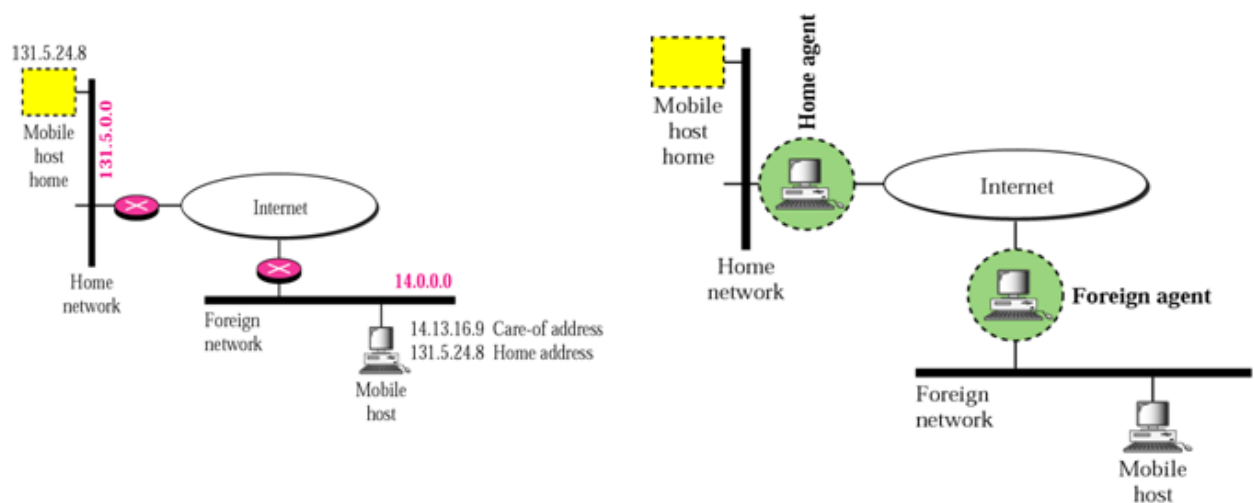 131.5.24.8
Mobile
host
home
131.5.0.0
Internet
Home
network
14.0.0.0
Foreign
network
14.13.16.9 Care-of address
131.5.24.8 Home address
Mobile
host
Mobile
host
home
Home agent
Internet
Home
network
Foreign agent
Foreign
network
Mobile
host